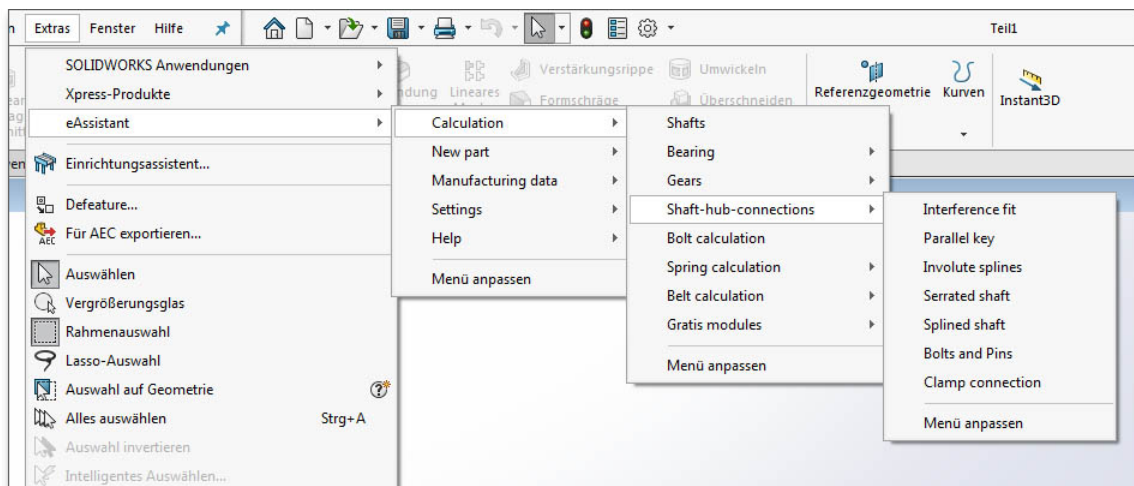 Extras Fenster Hilfe Teil1
SOLIDWORKS Anwendungen
Xpress-Produkte
eAssistant
Einrichtungsassistent...
Defeature...
Für AEC exportieren...
Auswählen
Vergrößerungsglas
Rahmenauswahl
Lasso-Auswahl
Auswahl auf Geometrie
Alles auswählen Strg+A
Auswahl invertieren
Intelligentes Auswählen...
Lineares
Verstärkungsrippe
Formschräge
Umwickeln
Überschneiden
Referenzgeometrie
Kurven
Instant3D
Calculation
New part
Manufacturing data
Settings
Help
Menü anpassen
Shafts
Bearing
Gears
Shaft-hub-connections
Bolt calculation
Spring calculation
Belt calculation
Gratis modules
Menü anpassen
Interference fit
Parallel key
Involute splines
Serrated shaft
Splined shaft
Bolts and Pins
Clamp connection
Menü anpassen